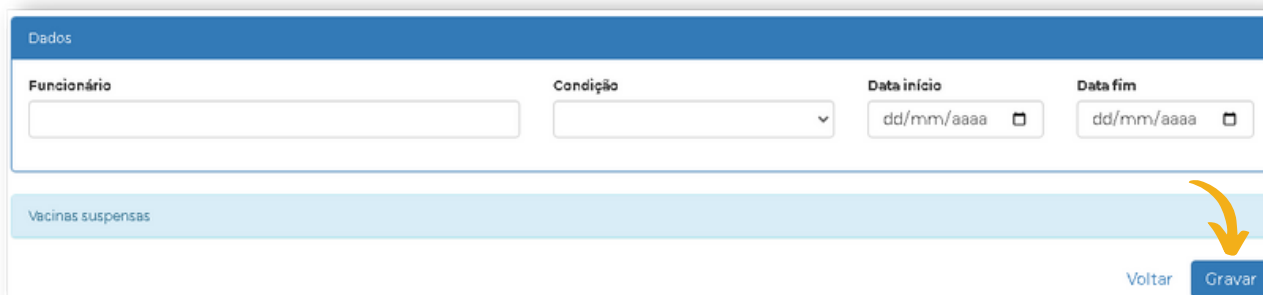 Dados
Funcionário Condição Data início Data fim
dd/mm/aaaa dd/mm/aaaa
Vacinas suspensas
Voltar Gravar